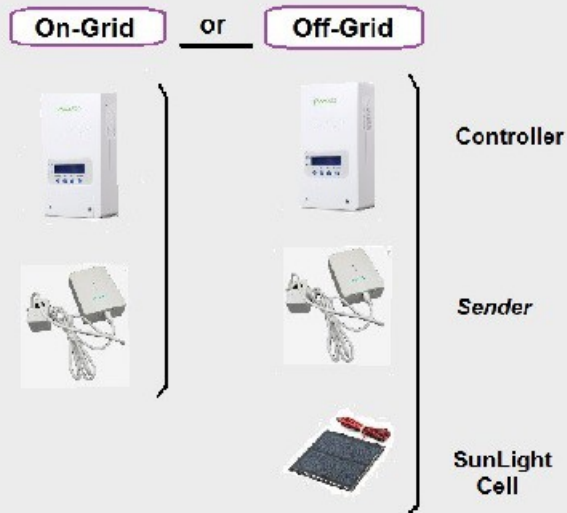 On-Grid or Off-Grid
Controller
Sender
SunLight
Cell